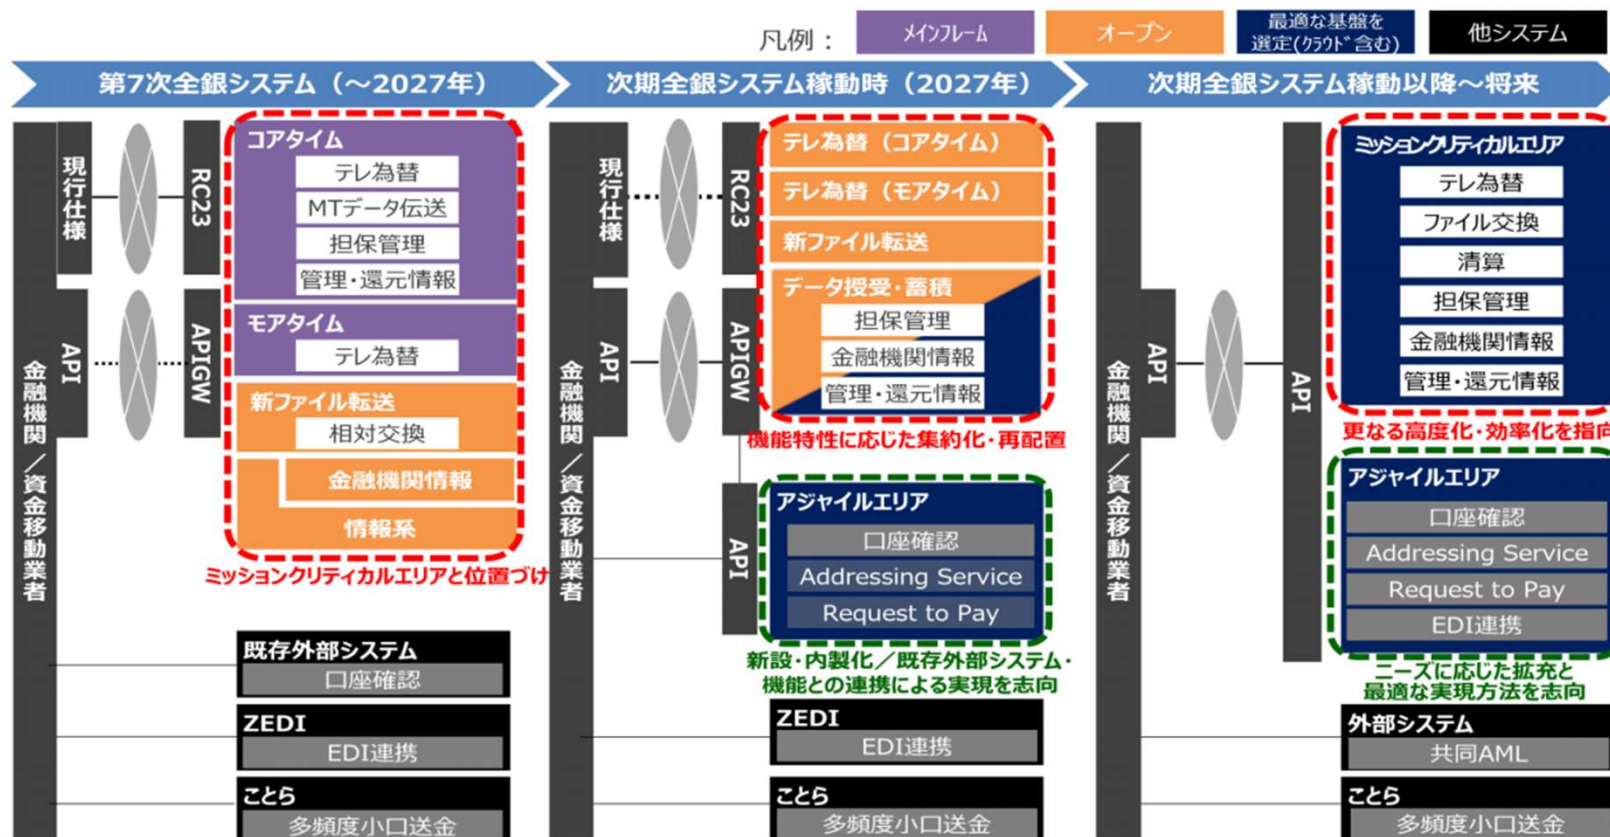 凡例：
メインフレーム
オープン
最適な基盤を
選定(クラウド含む)
他システム
第7次全銀システム（～2027年）
次期全銀システム稼動時（2027年）
次期全銀システム稼動以降～将来
金融機関／資金移動業者
現行仕様
RC23
API
APIGW
コアタイム
テレ為替
MTデータ伝送
担保管理
管理・還元情報
モアタイム
テレ為替
新ファイル転送
相対交換
金融機関情報
情報系
ミッションクリティカルエリアと位置づけ
既存外部システム
口座確認
ZEDI
EDI連携
ことら
多頻度小口送金
金融機関／資金移動業者
現行仕様
RC23
API
APIGW
テレ為替（コアタイム）
テレ為替（モアタイム）
新ファイル転送
データ授受・蓄積
担保管理
金融機関情報
管理・還元情報
機能特性に応じた集約化・再配置
API
アジャイルエリア
口座確認
Addressing Service
Request to Pay
新設・内製化／既存外部システム・
機能との連携による実現を志向
ZEDI
EDI連携
ことら
多頻度小口送金
金融機関／資金移動業者
API
API
ミッションクリティカルエリア
テレ為替
ファイル交換
清算
担保管理
金融機関情報
管理・還元情報
更なる高度化・効率化を指向
アジャイルエリア
口座確認
Addressing Service
Request to Pay
EDI連携
ニーズに応じた拡充と
最適な実現方法を志向
外部システム
共同AML
ことら
多頻度小口送金